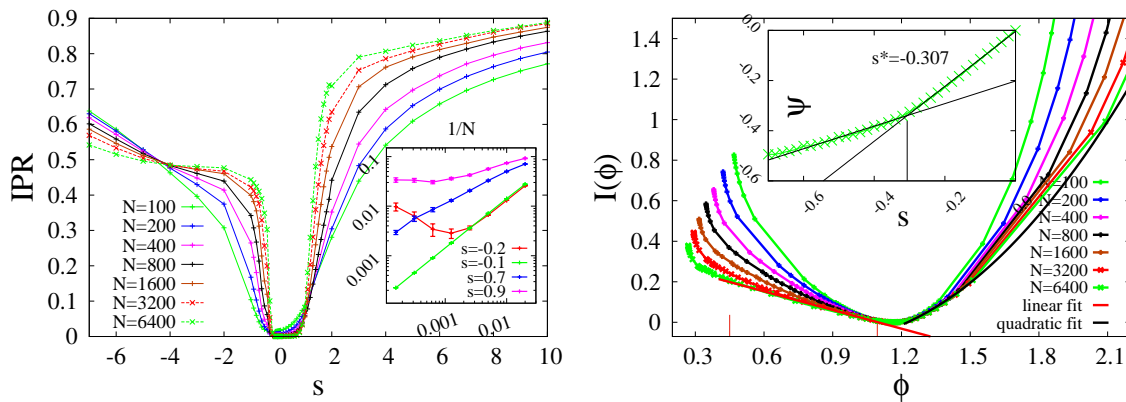 0.9
0.8
0.7
0.6
0.5
0.4
0.3
0.2
0.1
0
IPR
-6
-4
-2
0
2
4
6
8
10
s
N=100
N=200
N=400
N=800
N=1600
N=3200
N=6400
1/N
0.1
0.01
0.001
0.001
0.01
s=-0.2
s=-0.1
s=0.7
s=0.9
1.5
1.2
0.9
0.6
0.3
0
I(ϕ)
0.3
0.6
0.9
1.2
1.5
1.8
2.1
ϕ
0.0
-0.2
-0.4
-0.6
ψ
s*=-0.307
-0.6
-0.4
-0.2
0.0
s
N=100
N=200
N=400
N=800
N=1600
N=3200
N=6400
linear fit
quadratic fit